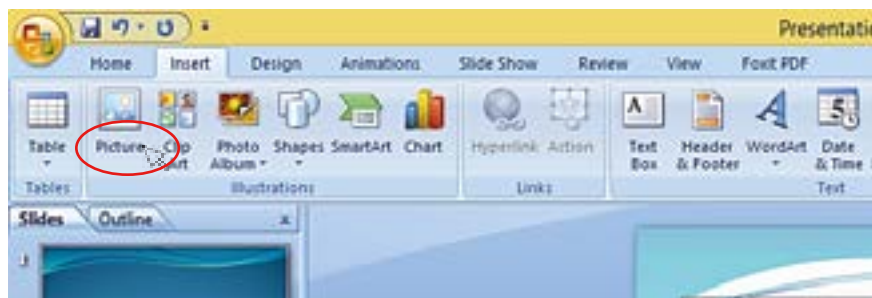 Presentatio
Home Insert Design Animations Slide Show Review View Foxit PDF
Table Picture Clip Art Photo Album Shapes SmartArt Chart Hyperlink Action Text Box Header & Footer WordArt Date & Time
Tables Illustrations Links Text
Slides Outline x
1